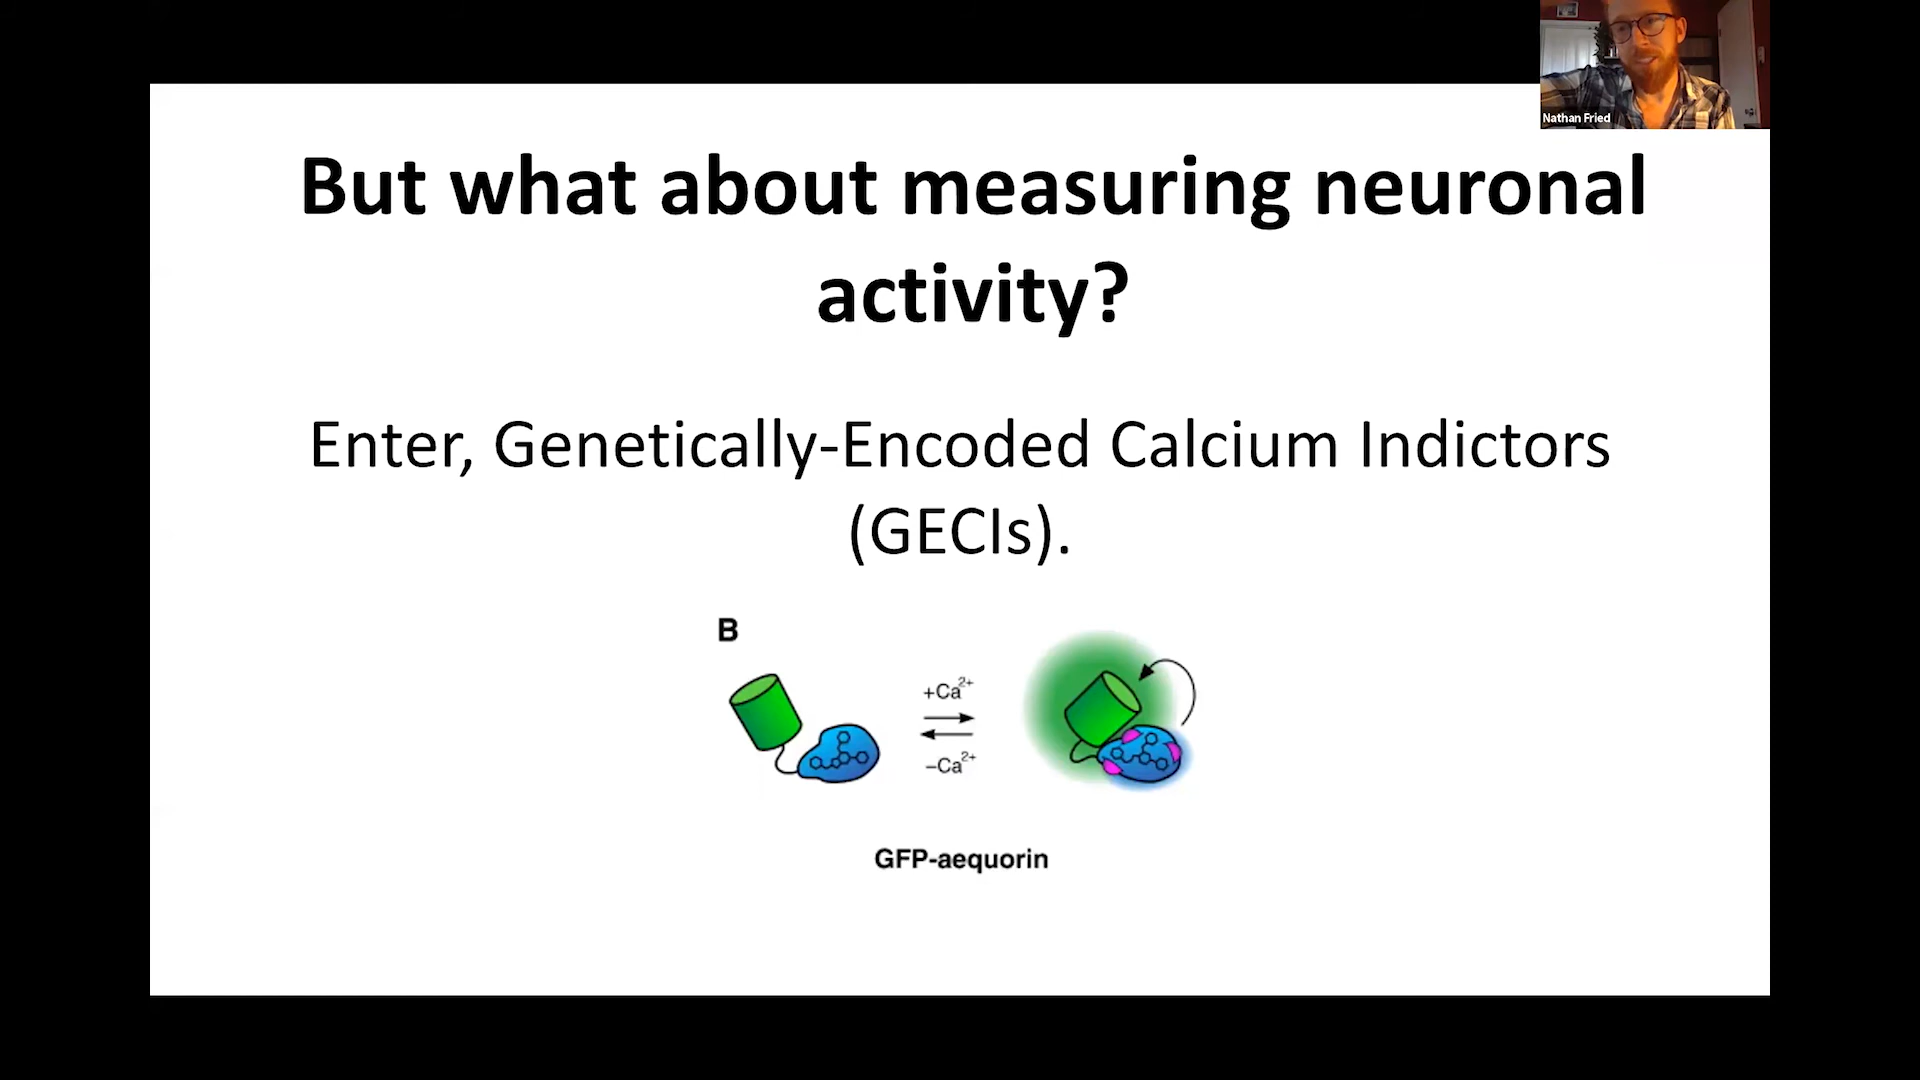 Nathan Fried
But what about measuring neuronal
activity?
Enter, Genetically-Encoded Calcium Indictors
(GECIs).
B
+Ca2+
−Ca2+
GFP-aequorin